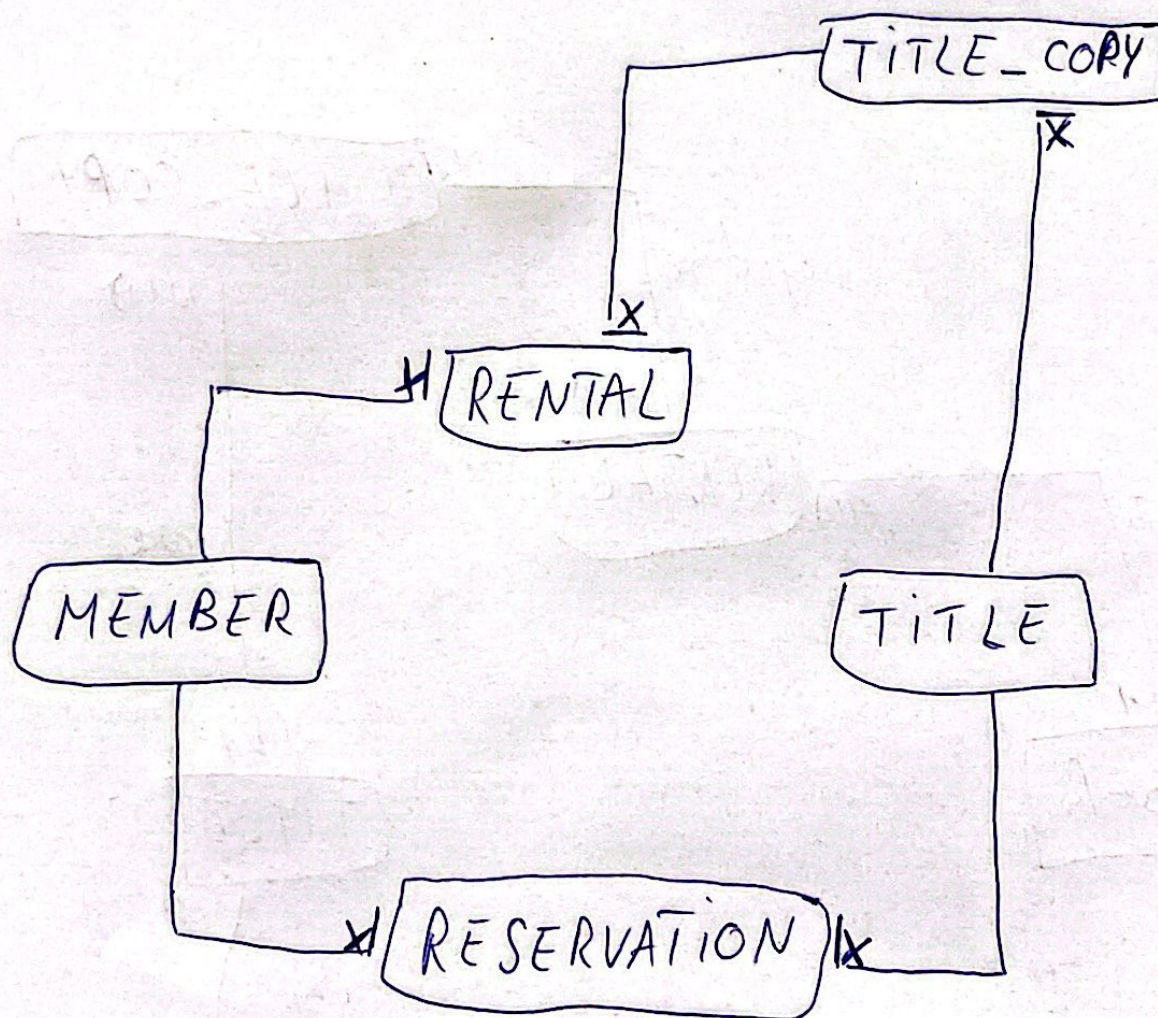 TiTLE_COPY
X
X
X
RENTAL
MEMBER
TiTLE
X
RESERVATiON
X